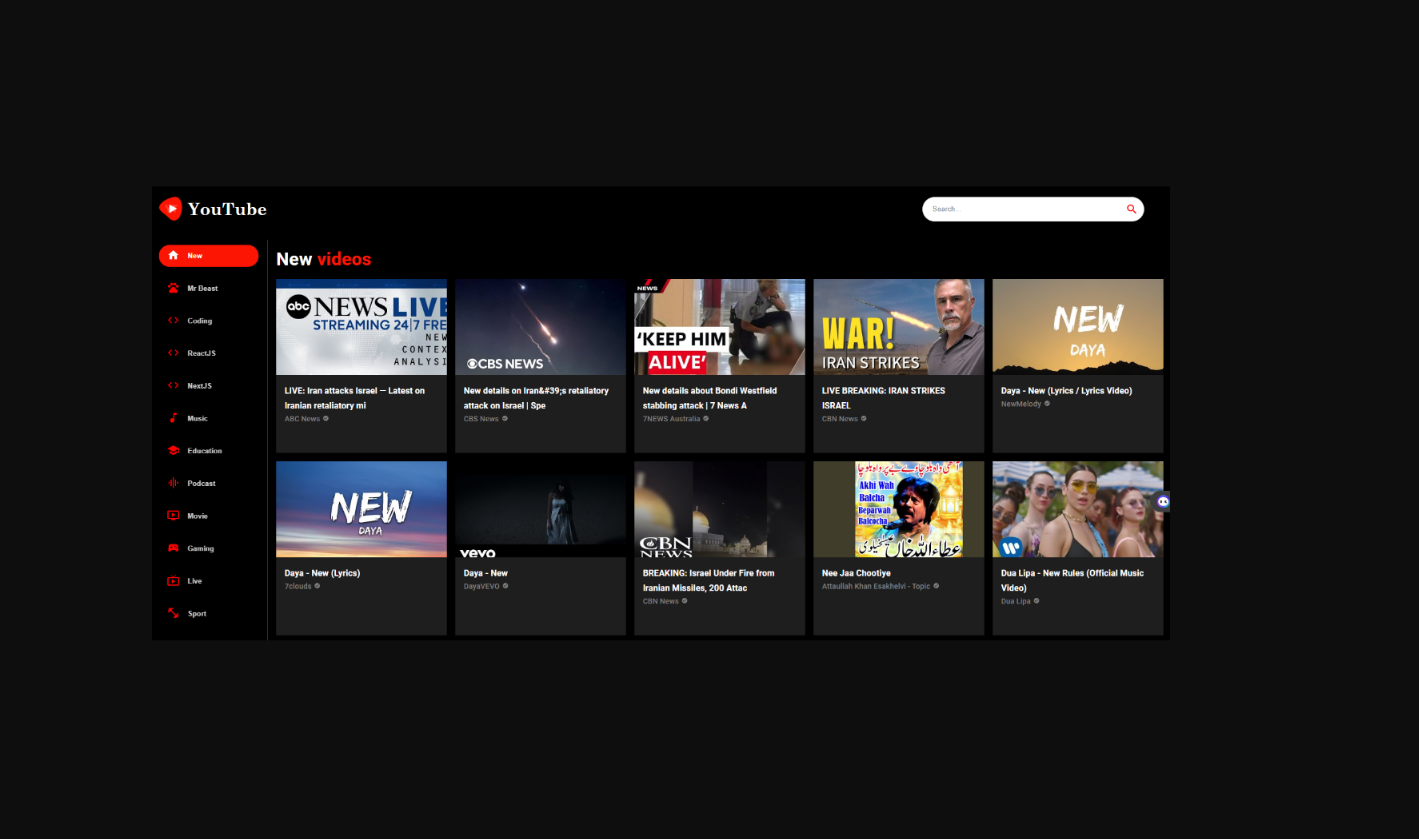 YouTube
Search...
New
Mr Beast
Coding
ReactJS
NextJS
Music
Education
Podcast
Movie
Gaming
Live
Sport
New videos
abc NEWS LIVE
STREAMING 24|7 FRE
NEW
CONTEX
ANALYSI
LIVE: Iran attacks Israel — Latest on
Iranian retaliatory mi
ABC News
CBS NEWS
New details on Iran&#39;s retaliatory
attack on Israel | Spe
CBS News
NEWS
'KEEP HIM
ALIVE'
New details about Bondi Westfield
stabbing attack | 7 News A
7NEWS Australia
WAR!
IRAN STRIKES
LIVE BREAKING: IRAN STRIKES
ISRAEL
CBN News
NEW
DAYA
Daya - New (Lyrics / Lyrics Video)
NewMelody
NEW
DAYA
Daya - New (Lyrics)
7clouds
vevo
Daya - New
DayaVEVO
CBN
NEWS
BREAKING: Israel Under Fire from
Iranian Missiles, 200 Attac
CBN News
Akhi Wah
Balcha
Beparwah
Balcocha
عطاءاللہ خان عیسیٰ خیلوی
Nee Jaa Chootiye
Attaullah Khan Esakhelvi - Topic
Dua Lipa - New Rules (Official Music
Video)
Dua Lipa